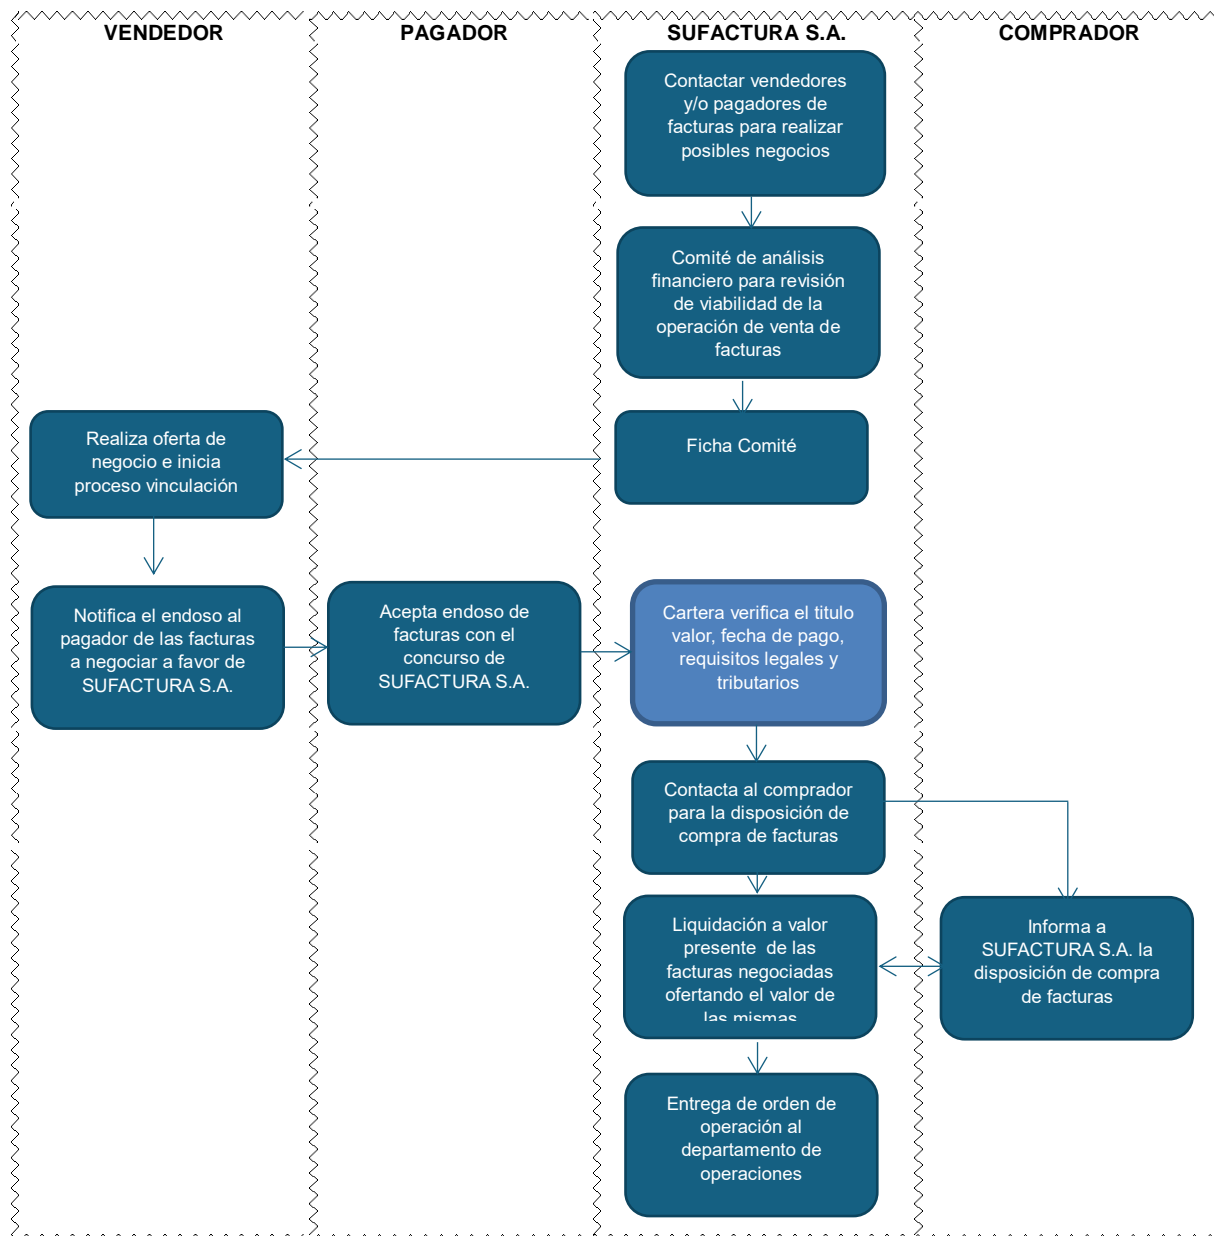 VENDEDOR
PAGADOR
SUFACTURA S.A.
COMPRADOR
Contactar vendedores
y/o pagadores de
facturas para realizar
posibles negocios
Comité de análisis
financiero para revisión
de viabilidad de la
operación de venta de
facturas
Ficha Comité
Realiza oferta de
negocio e inicia
proceso vinculación
Notifica el endoso al
pagador de las facturas
a negociar a favor de
SUFACTURA S.A.
Acepta endoso de
facturas con el
concurso de
SUFACTURA S.A.
Cartera verifica el titulo
valor, fecha de pago,
requisitos legales y
tributarios
Contacta al comprador
para la disposición de
compra de facturas
Liquidación a valor
presente  de las
facturas negociadas
ofertando el valor de
las mismas
Informa a
SUFACTURA S.A. la
disposición de compra
de facturas
Entrega de orden de
operación al
departamento de
operaciones